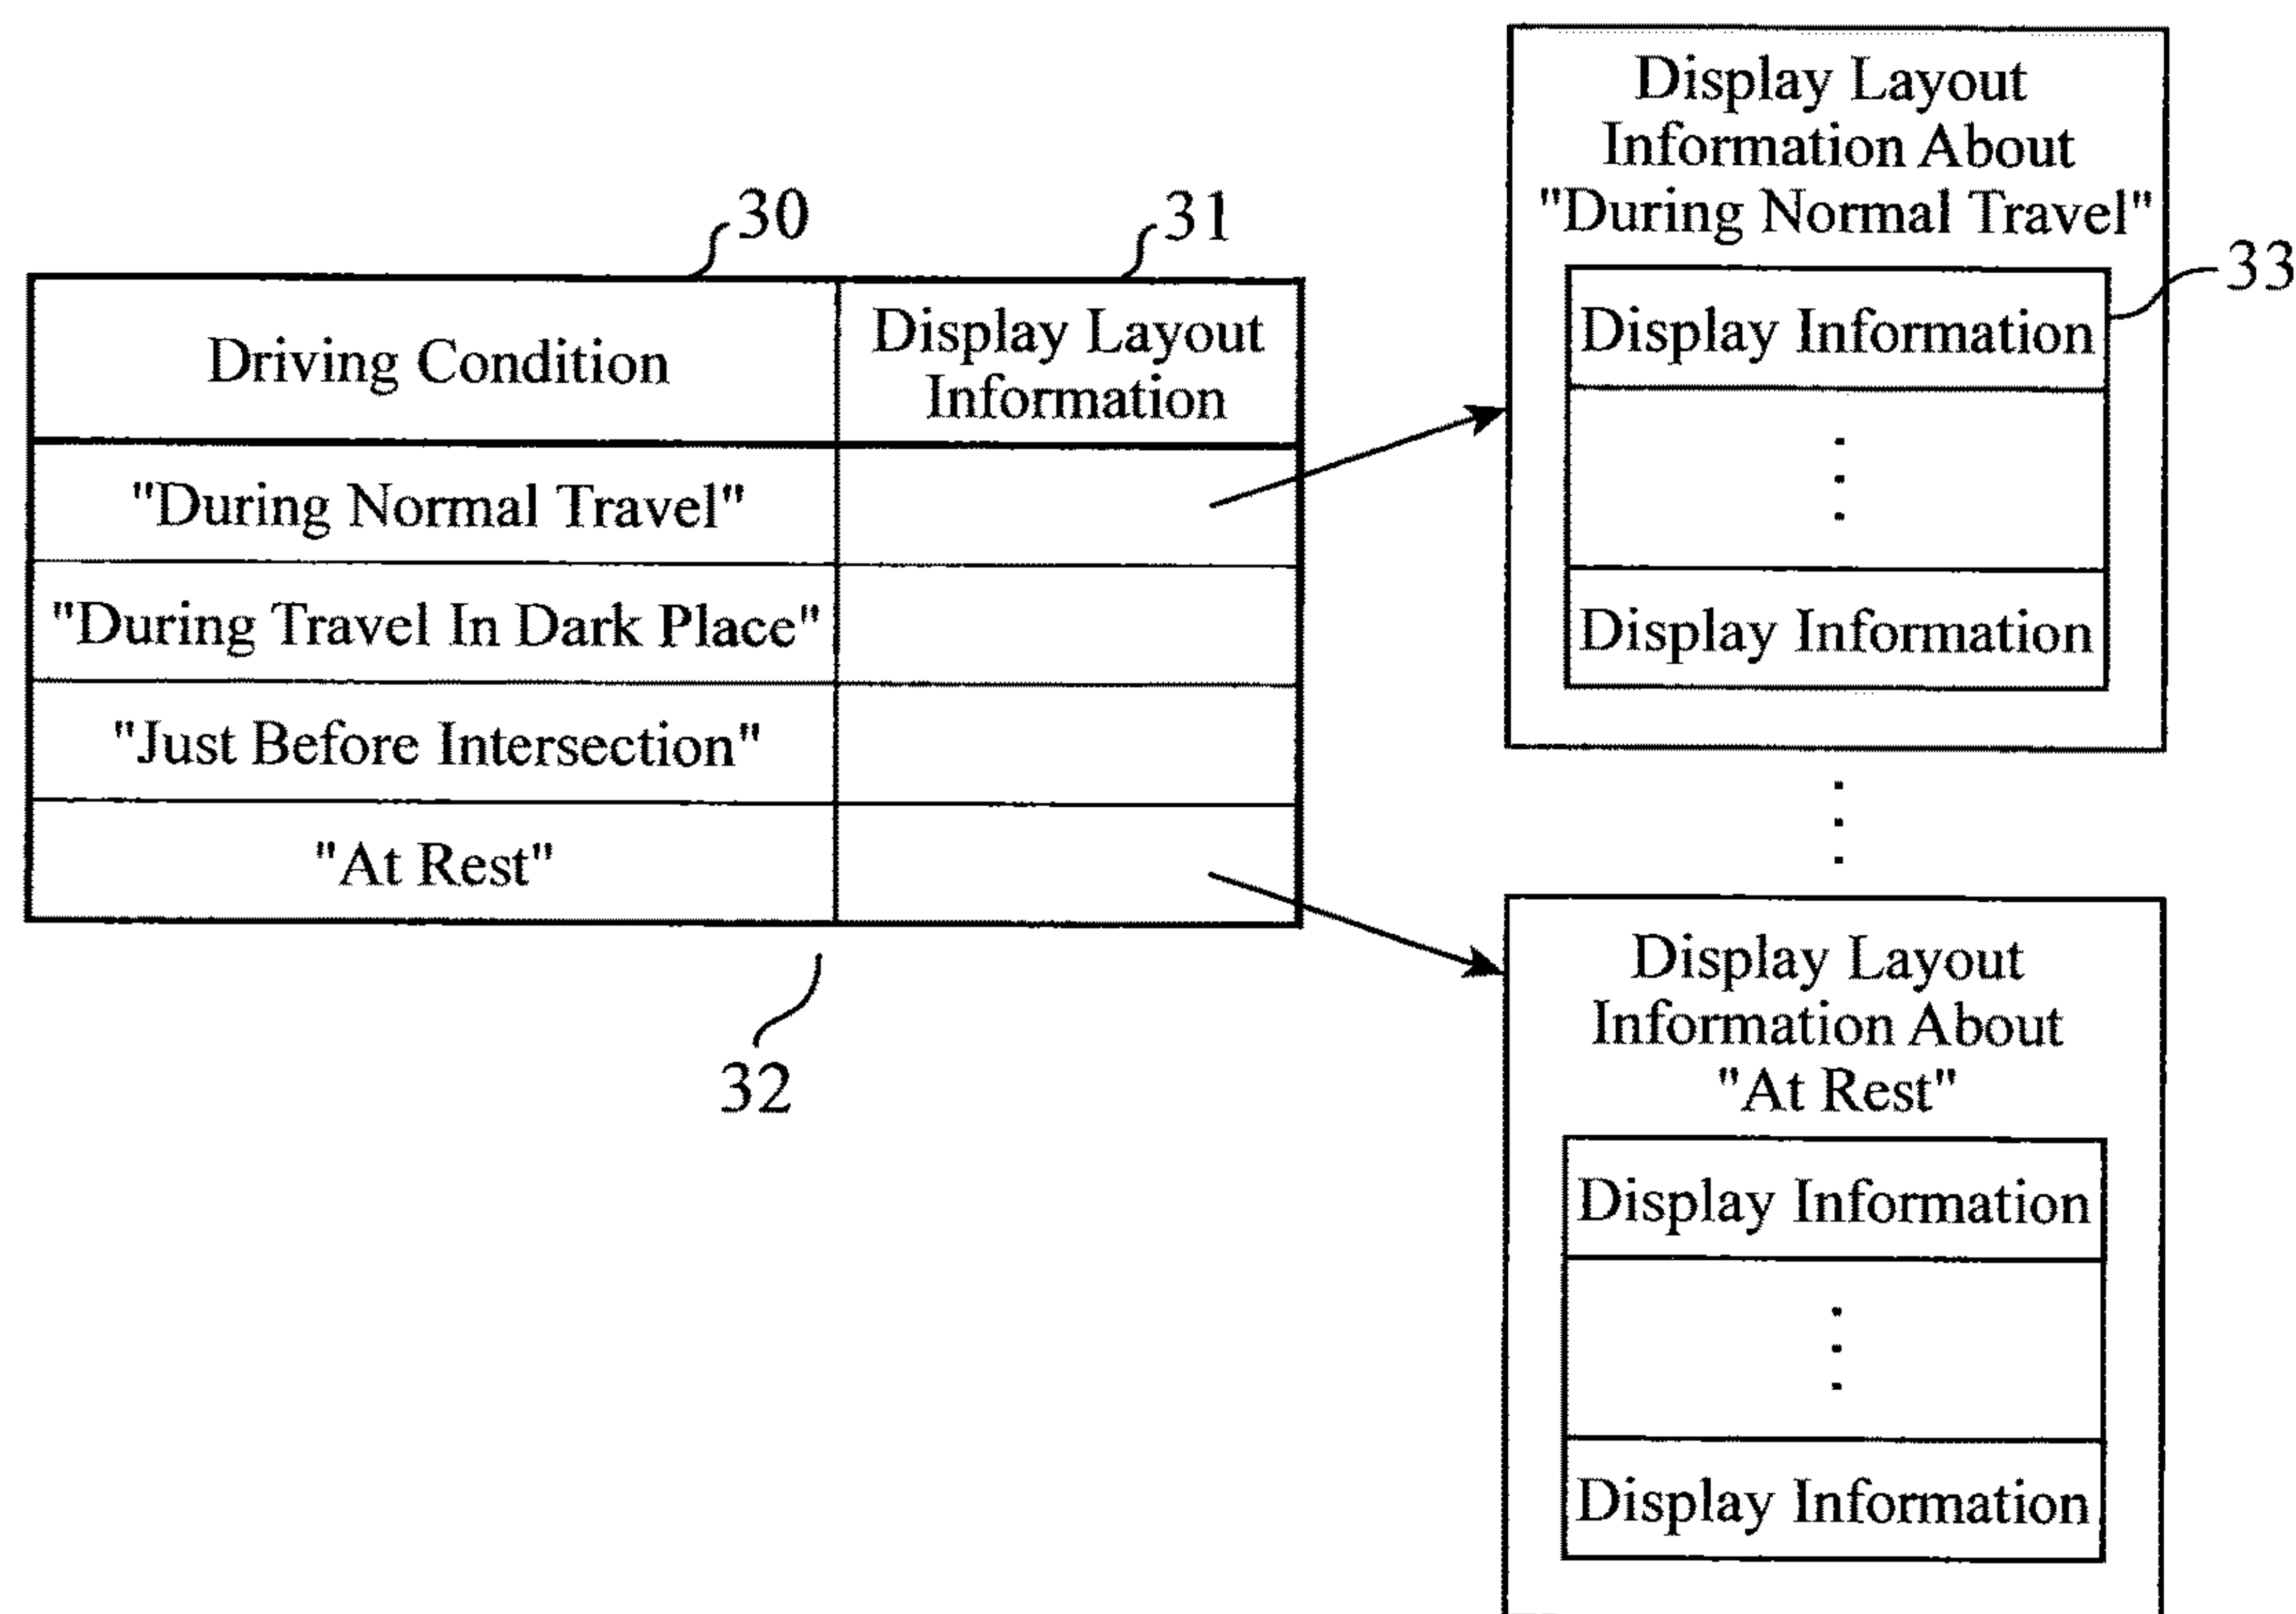 30
31
Driving Condition
Display Layout
Information
"During Normal Travel"
"During Travel In Dark Place"
"Just Before Intersection"
"At Rest"
32
Display Layout
Information About
"During Normal Travel"
33
Display Information
Display Information
Display Layout
Information About
"At Rest"
Display Information
Display Information